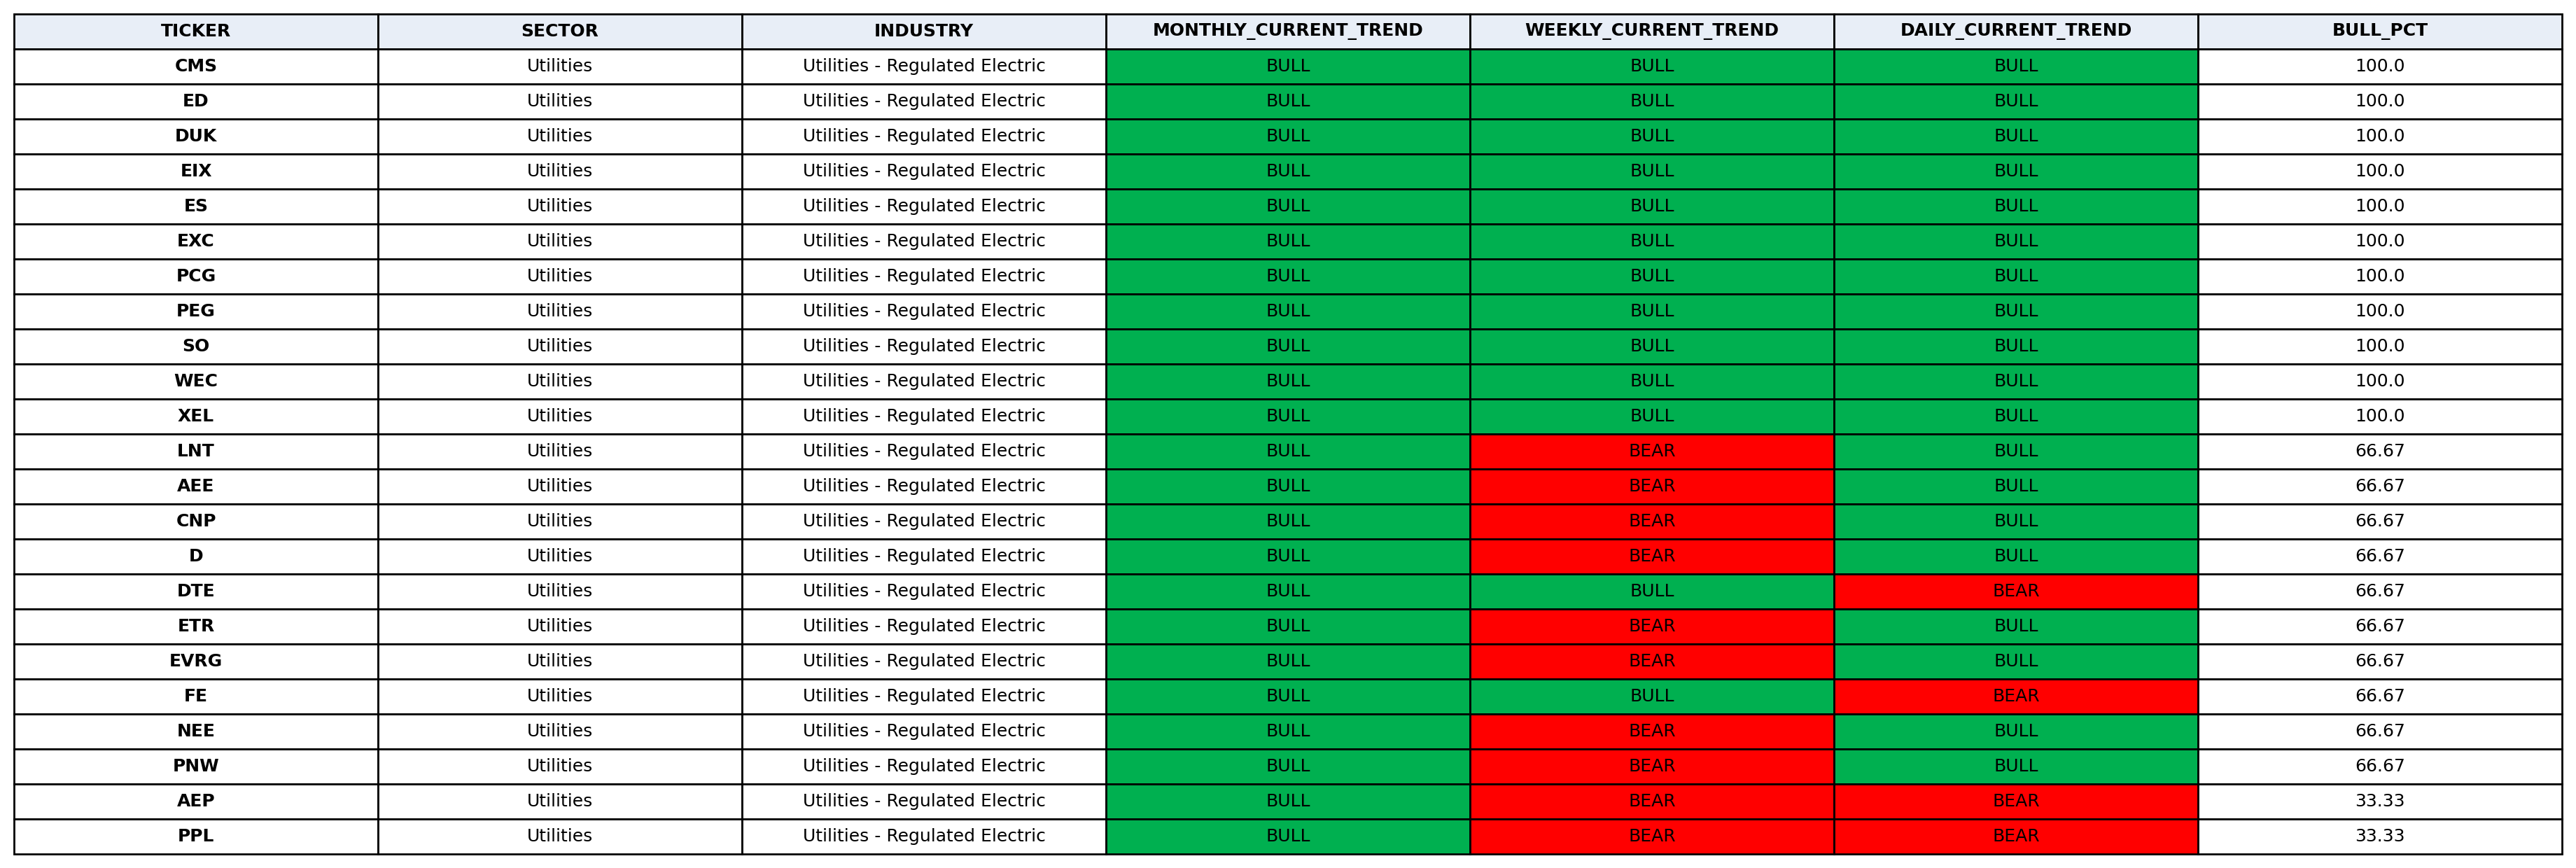 TICKER SECTOR INDUSTRY MONTHLY_CURRENT_TREND WEEKLY_CURRENT_TREND DAILY_CURRENT_TREND BULL_PCT
CMS Utilities Utilities - Regulated Electric BULL BULL BULL 100.0
ED Utilities Utilities - Regulated Electric BULL BULL BULL 100.0
DUK Utilities Utilities - Regulated Electric BULL BULL BULL 100.0
EIX Utilities Utilities - Regulated Electric BULL BULL BULL 100.0
ES Utilities Utilities - Regulated Electric BULL BULL BULL 100.0
EXC Utilities Utilities - Regulated Electric BULL BULL BULL 100.0
PCG Utilities Utilities - Regulated Electric BULL BULL BULL 100.0
PEG Utilities Utilities - Regulated Electric BULL BULL BULL 100.0
SO Utilities Utilities - Regulated Electric BULL BULL BULL 100.0
WEC Utilities Utilities - Regulated Electric BULL BULL BULL 100.0
XEL Utilities Utilities - Regulated Electric BULL BULL BULL 100.0
LNT Utilities Utilities - Regulated Electric BULL BEAR BULL 66.67
AEE Utilities Utilities - Regulated Electric BULL BEAR BULL 66.67
CNP Utilities Utilities - Regulated Electric BULL BEAR BULL 66.67
D Utilities Utilities - Regulated Electric BULL BEAR BULL 66.67
DTE Utilities Utilities - Regulated Electric BULL BULL BEAR 66.67
ETR Utilities Utilities - Regulated Electric BULL BEAR BULL 66.67
EVRG Utilities Utilities - Regulated Electric BULL BEAR BULL 66.67
FE Utilities Utilities - Regulated Electric BULL BULL BEAR 66.67
NEE Utilities Utilities - Regulated Electric BULL BEAR BULL 66.67
PNW Utilities Utilities - Regulated Electric BULL BEAR BULL 66.67
AEP Utilities Utilities - Regulated Electric BULL BEAR BEAR 33.33
PPL Utilities Utilities - Regulated Electric BULL BEAR BEAR 33.33